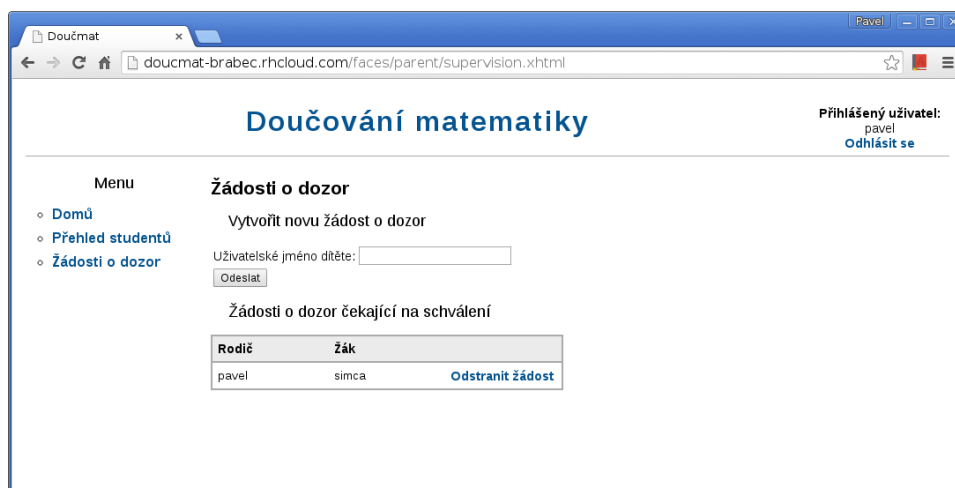 Pavel
Doučmat
doucmat-brabec.rhcloud.com/faces/parent/supervision.xhtml
Doučování matematiky
Přihlášený uživatel:
pavel
Odhlásit se
Menu
Domů
Přehled studentů
Žádosti o dozor
Žádosti o dozor
Vytvořit novu žádost o dozor
Uživatelské jméno dítěte:
Odeslat
Žádosti o dozor čekající na schválení
Rodič Žák
pavel simca Odstranit žádost